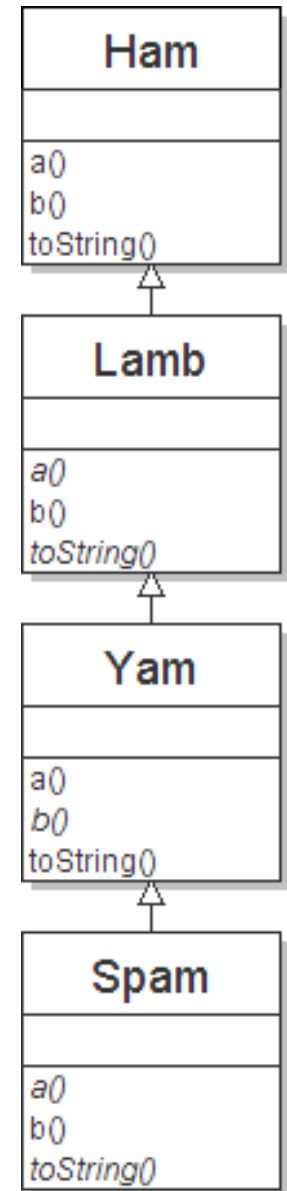 Ham
a()
b()
toString()
Lamb
a()
b()
toString()
Yam
a()
b()
toString()
Spam
a()
b()
toString()